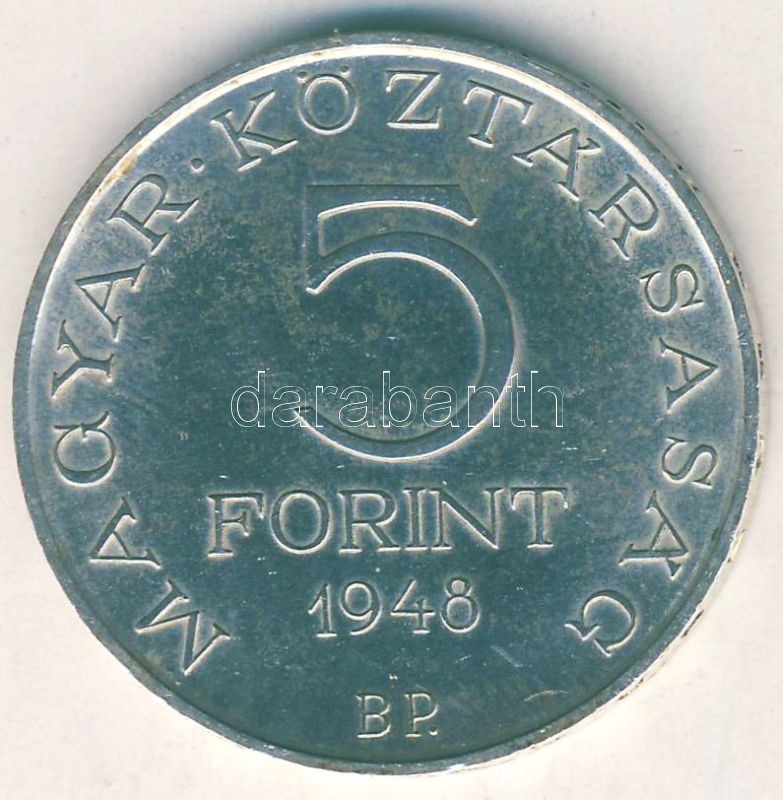 MAGYAR · KÖZTÁRSASÁG
5
darabanth
FORINT
1948
BP.